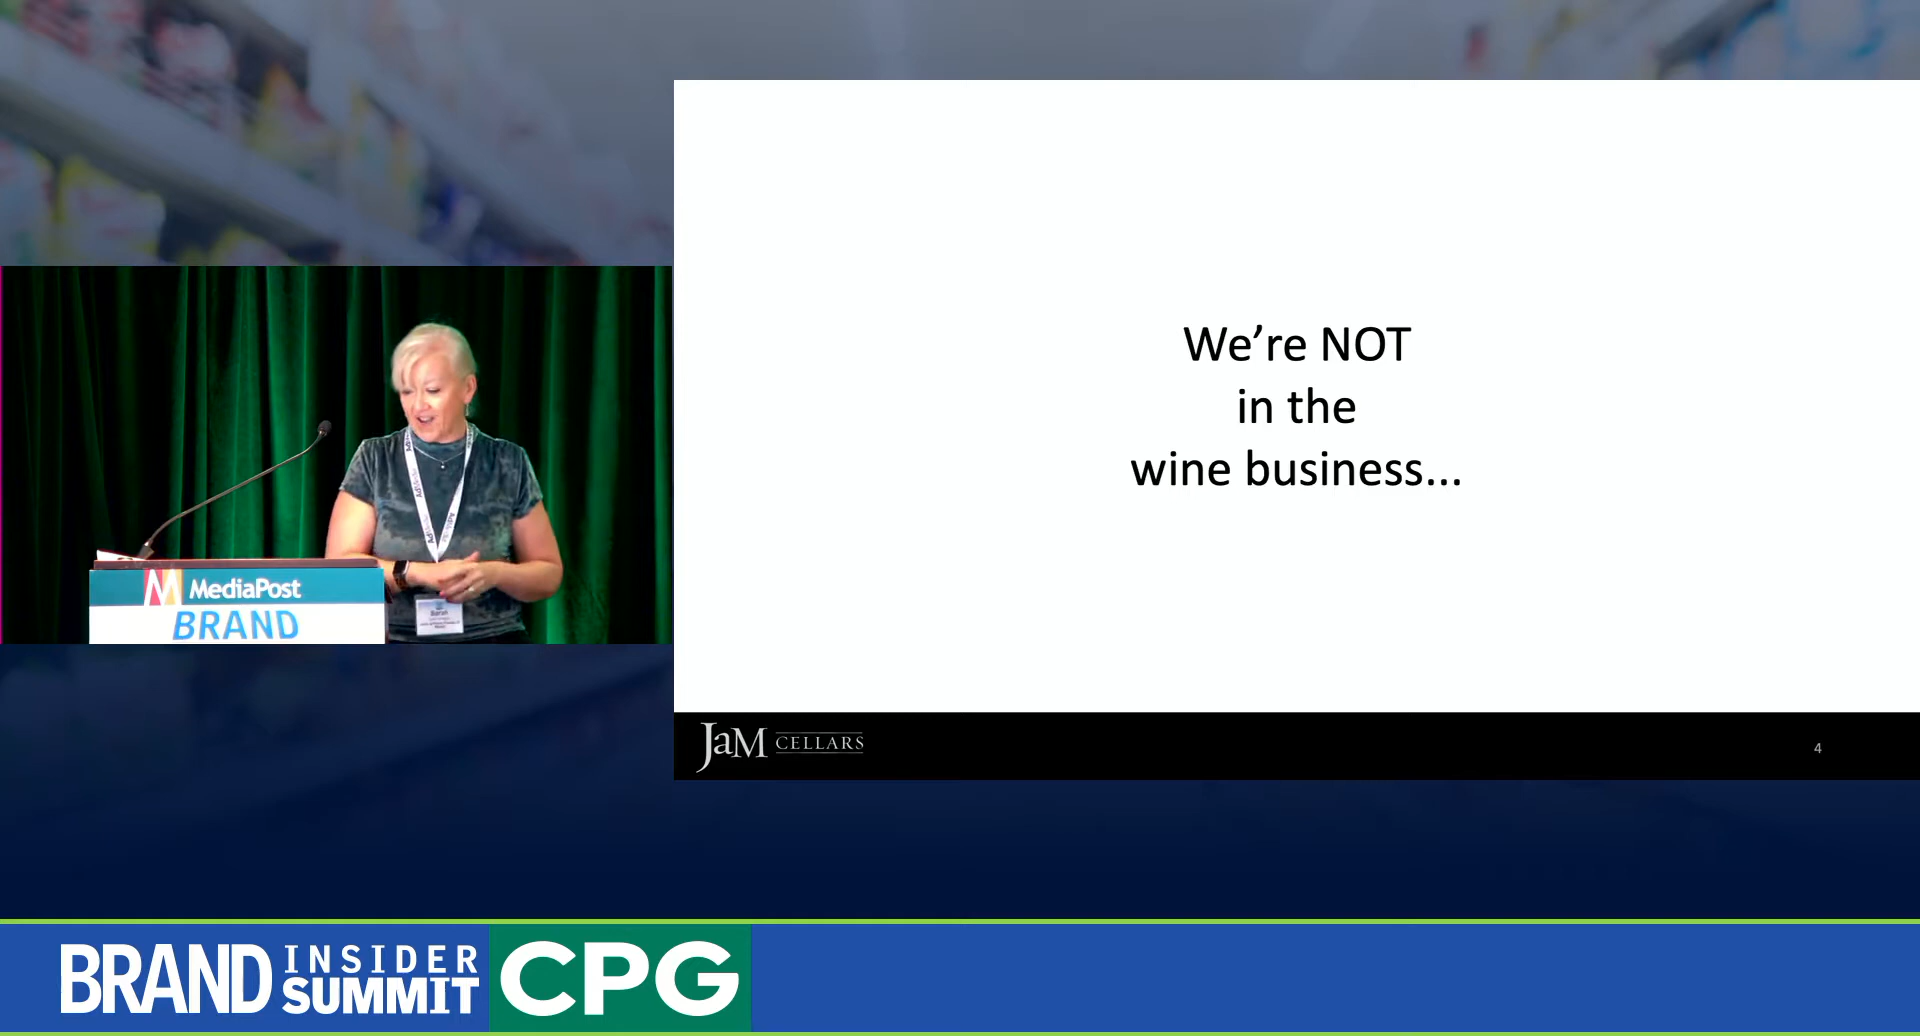 We're NOT
in the
wine business...
JaM CELLARS
4
MediaPost
BRAND
BRAND INSIDER SUMMIT CPG